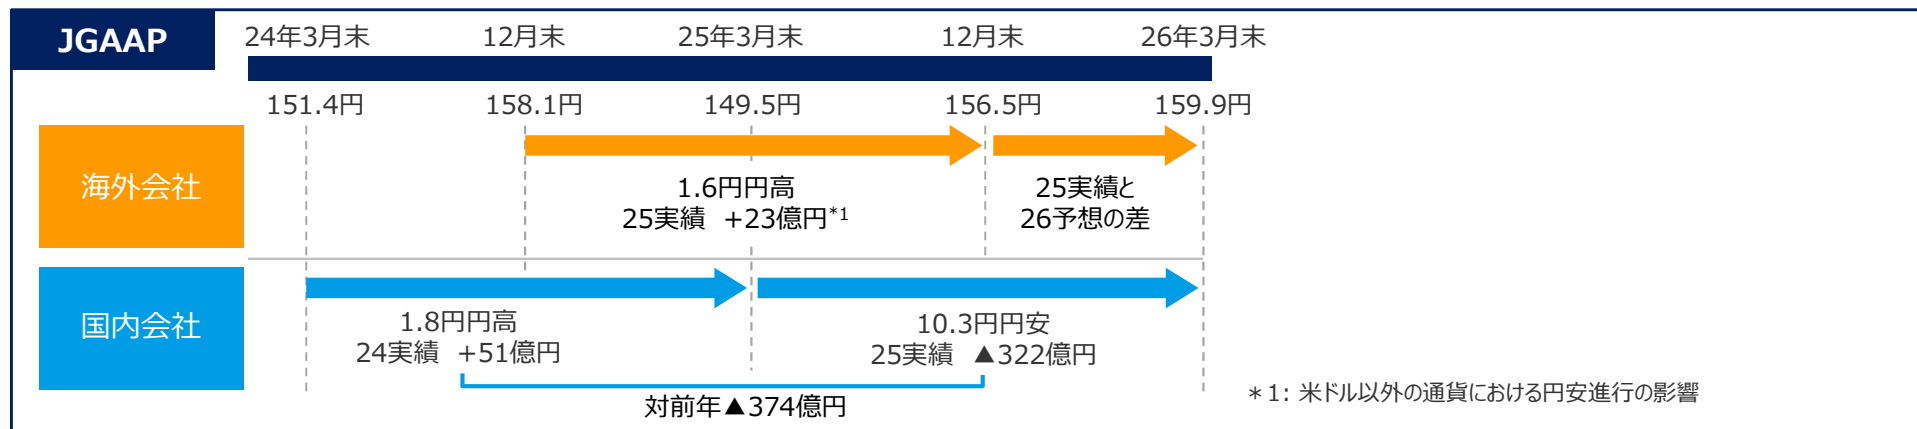 JGAAP
24年3月末 12月末 25年3月末 12月末 26年3月末
151.4円 158.1円 149.5円 156.5円 159.9円
海外会社
1.6円円高
25実績 +23億円*1
25実績と
26予想の差
国内会社
1.8円円高
24実績 +51億円
10.3円円安
25実績 ▲322億円
対前年▲374億円
＊1: 米ドル以外の通貨における円安進行の影響